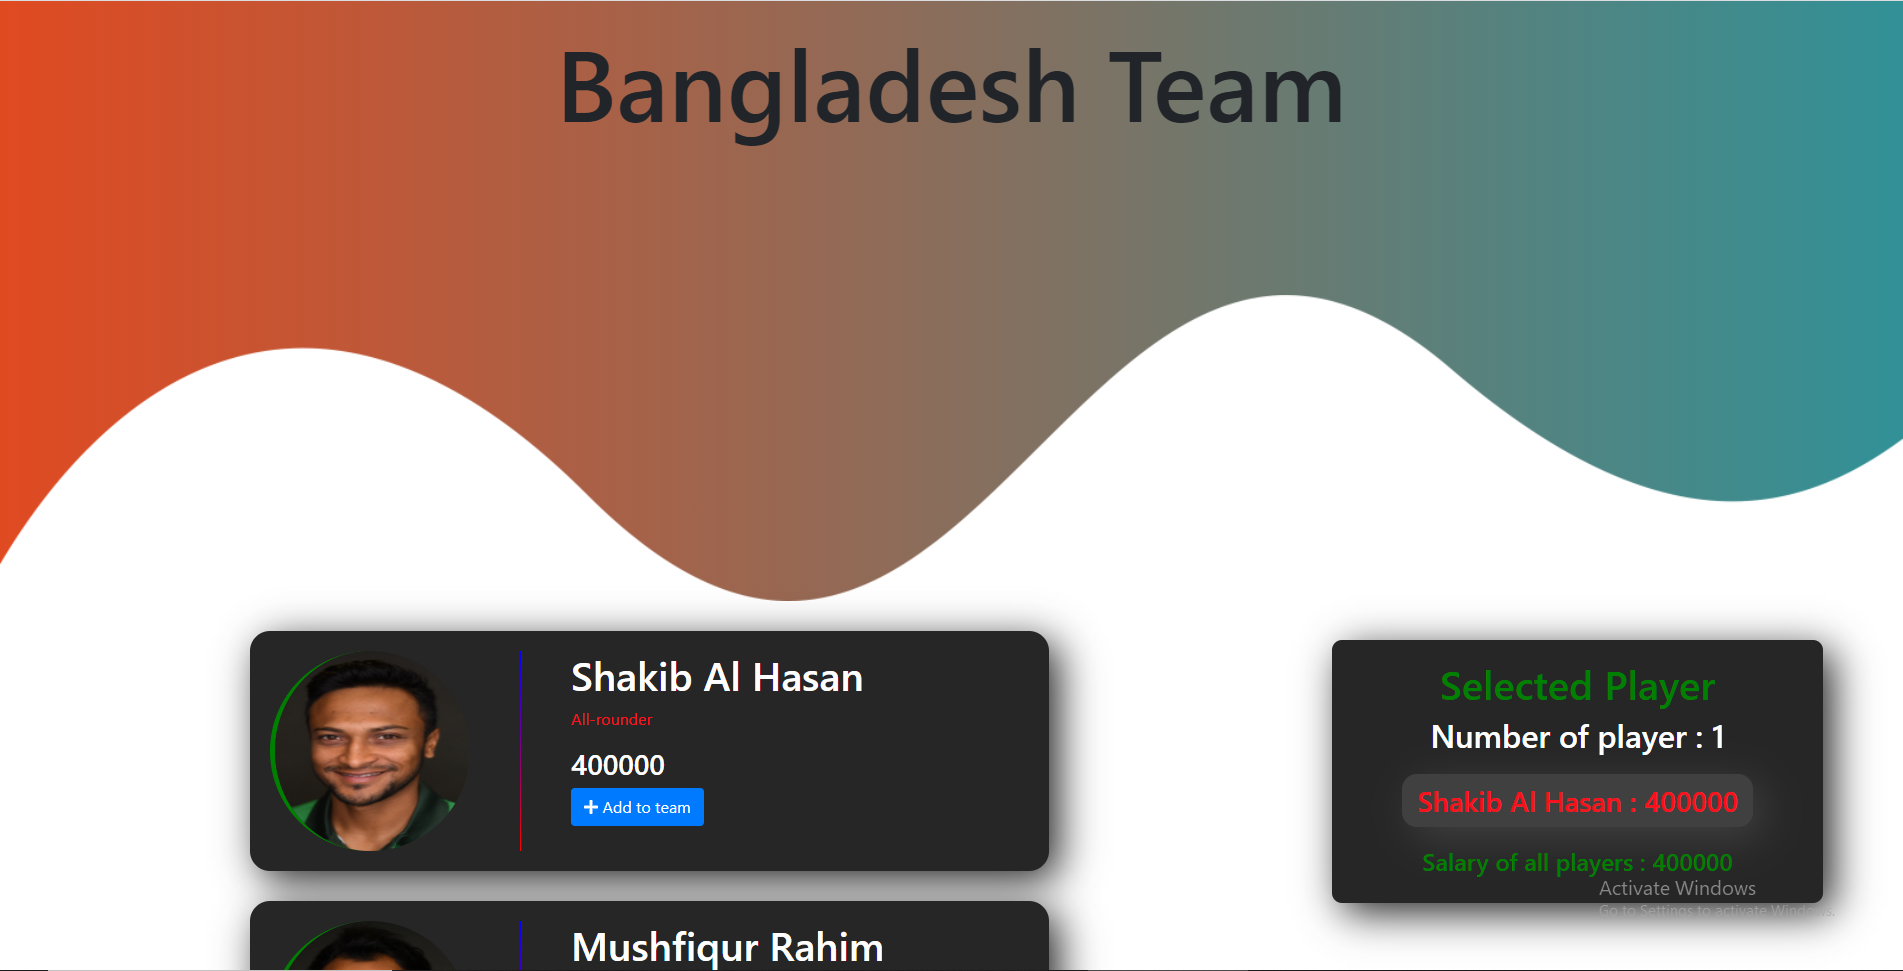 Bangladesh Team
Shakib Al Hasan
All-rounder
400000
Add to team
Mushfiqur Rahim
Selected Player
Number of player : 1
Shakib Al Hasan : 400000
Salary of all players : 400000
Activate Windows
Go to Settings to activate Windows.